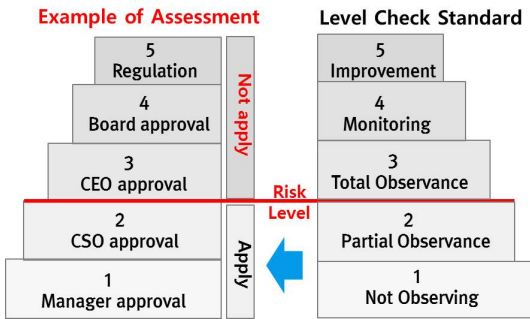 Example of Assessment
5
Regulation
4
Board approval
3
CEO approval
2
CSO approval
1
Manager approval
Not apply
Apply
Risk
Level
Level Check Standard
5
Improvement
4
Monitoring
3
Total Observance
2
Partial Observance
1
Not Observing